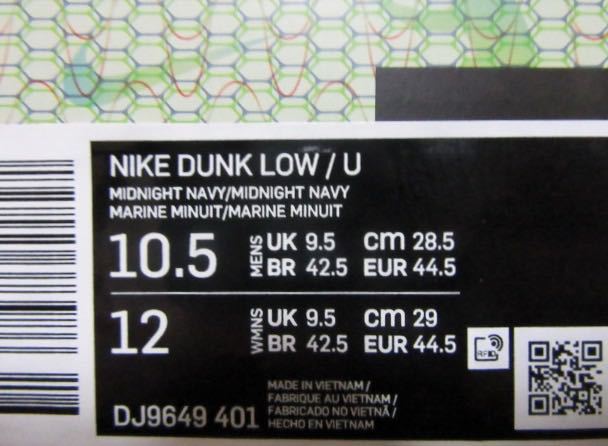 NIKE DUNK LOW / U
MIDNIGHT NAVY/MIDNIGHT NAVY
MARINE MINUIT/MARINE MINUIT
10.5 MENS UK 9.5 cm 28.5
BR 42.5 EUR 44.5
12 WMNS UK 9.5 cm 29
BR 42.5 EUR 44.5
RFID
MADE IN VIETNAM /
FABRIQUE AU VIETNAM /
FABRICADO NO VIETNÃ /
HECHO EN VIETNAM
DJ9649 401